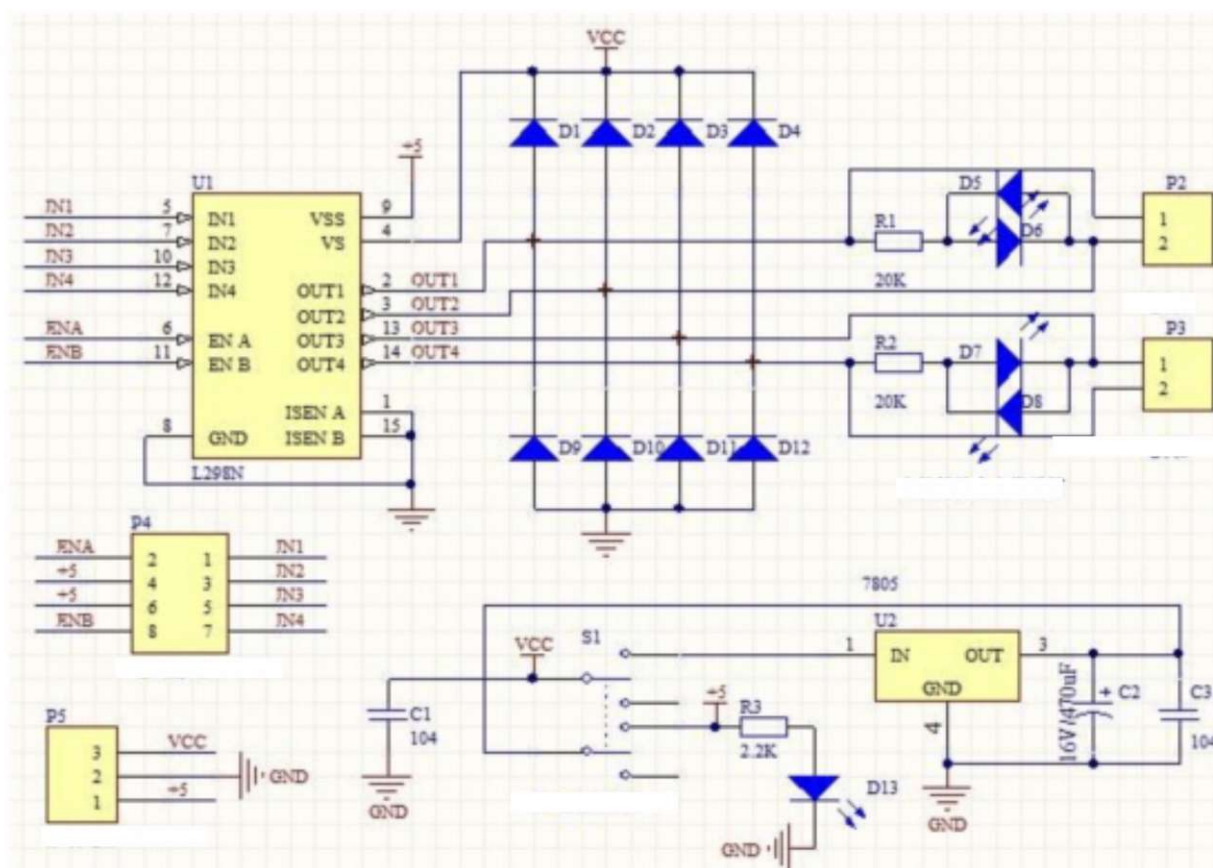 VCC
D1 D2 D3 D4
+5
U1
IN1 5 IN1 VSS 9
IN2 7 IN2 VS 4
IN3 10 IN3
IN4 12 IN4 OUT1 2 OUT1
OUT2 3 OUT2
ENA 6 EN A OUT3 13 OUT3
ENB 11 EN B OUT4 14 OUT4
ISEN A 1
8 GND ISEN B 15
L298N
D5 P2
R1 D6 1
2
20K
P3
R2 D7 1
2
20K D8
D9 D10 D11 D12
P4
ENA 2 1 IN1
+5 4 3 IN2
+5 6 5 IN3
ENB 8 7 IN4
P5
3 VCC
2 GND
1 +5
7805
VCC S1 1 U2 3
IN OUT
GND
4
C1
104
GND
+5 R3
2.2K
D13
GND
+ C2
16V/470uF
C3
104
GND